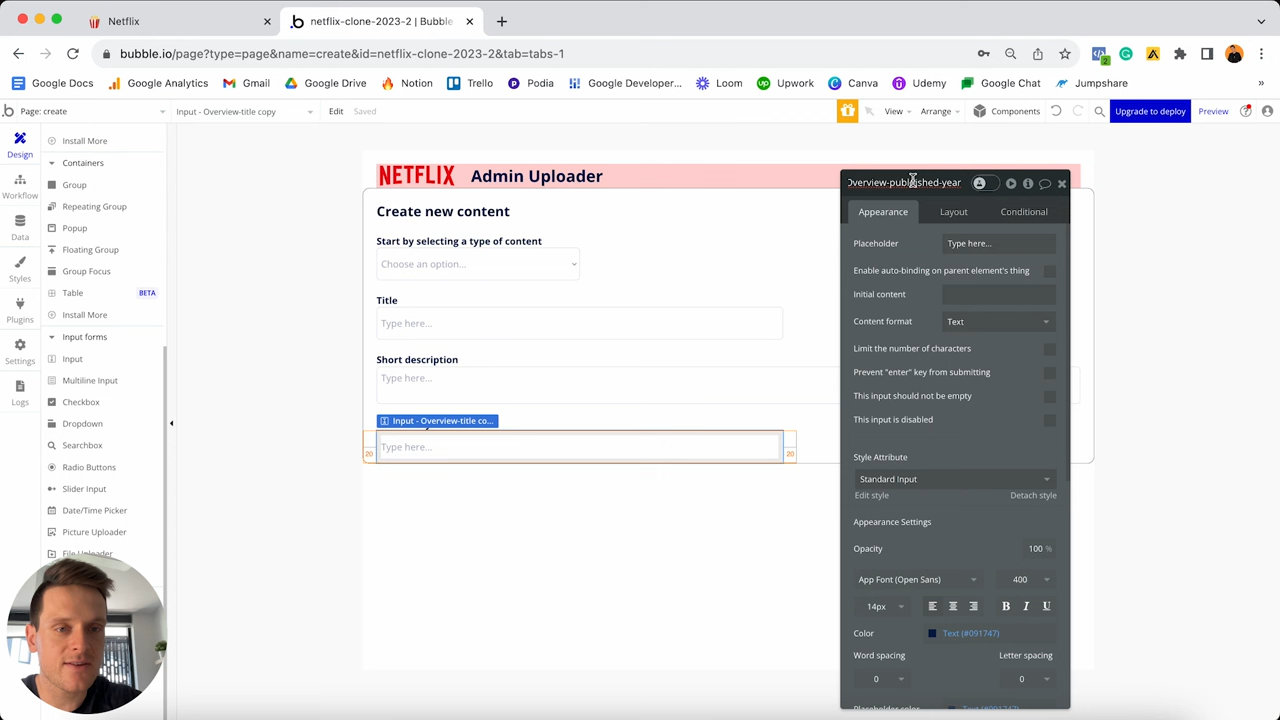 Netflix
netflix-clone-2023-2 | Bubble
bubble.io/page?type=page&name=create&id=netflix-clone-2023-2&tab=tabs-1
Google Docs
Google Analytics
Gmail
Google Drive
Notion
Trello
Podia
Google Developer...
Loom
Upwork
Canva
Udemy
Google Chat
Jumpshare
»
Page: create
Input - Overview-title copy
Edit
Saved
View
Arrange
Components
Upgrade to deploy
Preview
Design
Workflow
Data
Styles
Plugins
Settings
Logs
Install More
Containers
Group
Repeating Group
Text
Popup
Floating Group
Group Focus
Table
BETA
Install More
Input forms
Input
Multiline Input
Checkbox
Dropdown
Searchbox
Radio Buttons
Slider Input
Date/Time Picker
Picture Uploader
File Uploader
NETFLIX
Admin Uploader
Create new content
Start by selecting a type of content
Choose an option...
Title
Type here...
Short description
Type here...
Input - Overview-title co...
20
Type here...
20
Overview-published-year
Appearance
Layout
Conditional
Placeholder
Type here...
Enable auto-binding on parent element's thing
Initial content
Content format
Text
Limit the number of characters
Prevent "enter" key from submitting
This input should not be empty
This input is disabled
Style Attribute
Standard Input
Edit style
Detach style
Appearance Settings
Opacity
100 %
App Font (Open Sans)
400
14px
B
I
U
Color
Text (#091747)
Word spacing
Letter spacing
0
0
Placeholder color
Text (#091747)